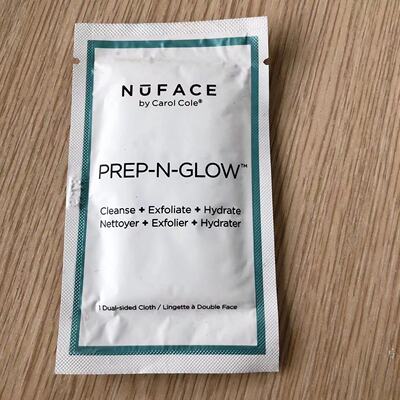 NUFACE
by Carol Cole®
PREP-N-GLOW™
Cleanse + Exfoliate + Hydrate
Nettoyer + Exfolier + Hydrater
1 Dual-sided Cloth / Lingette à Double Face